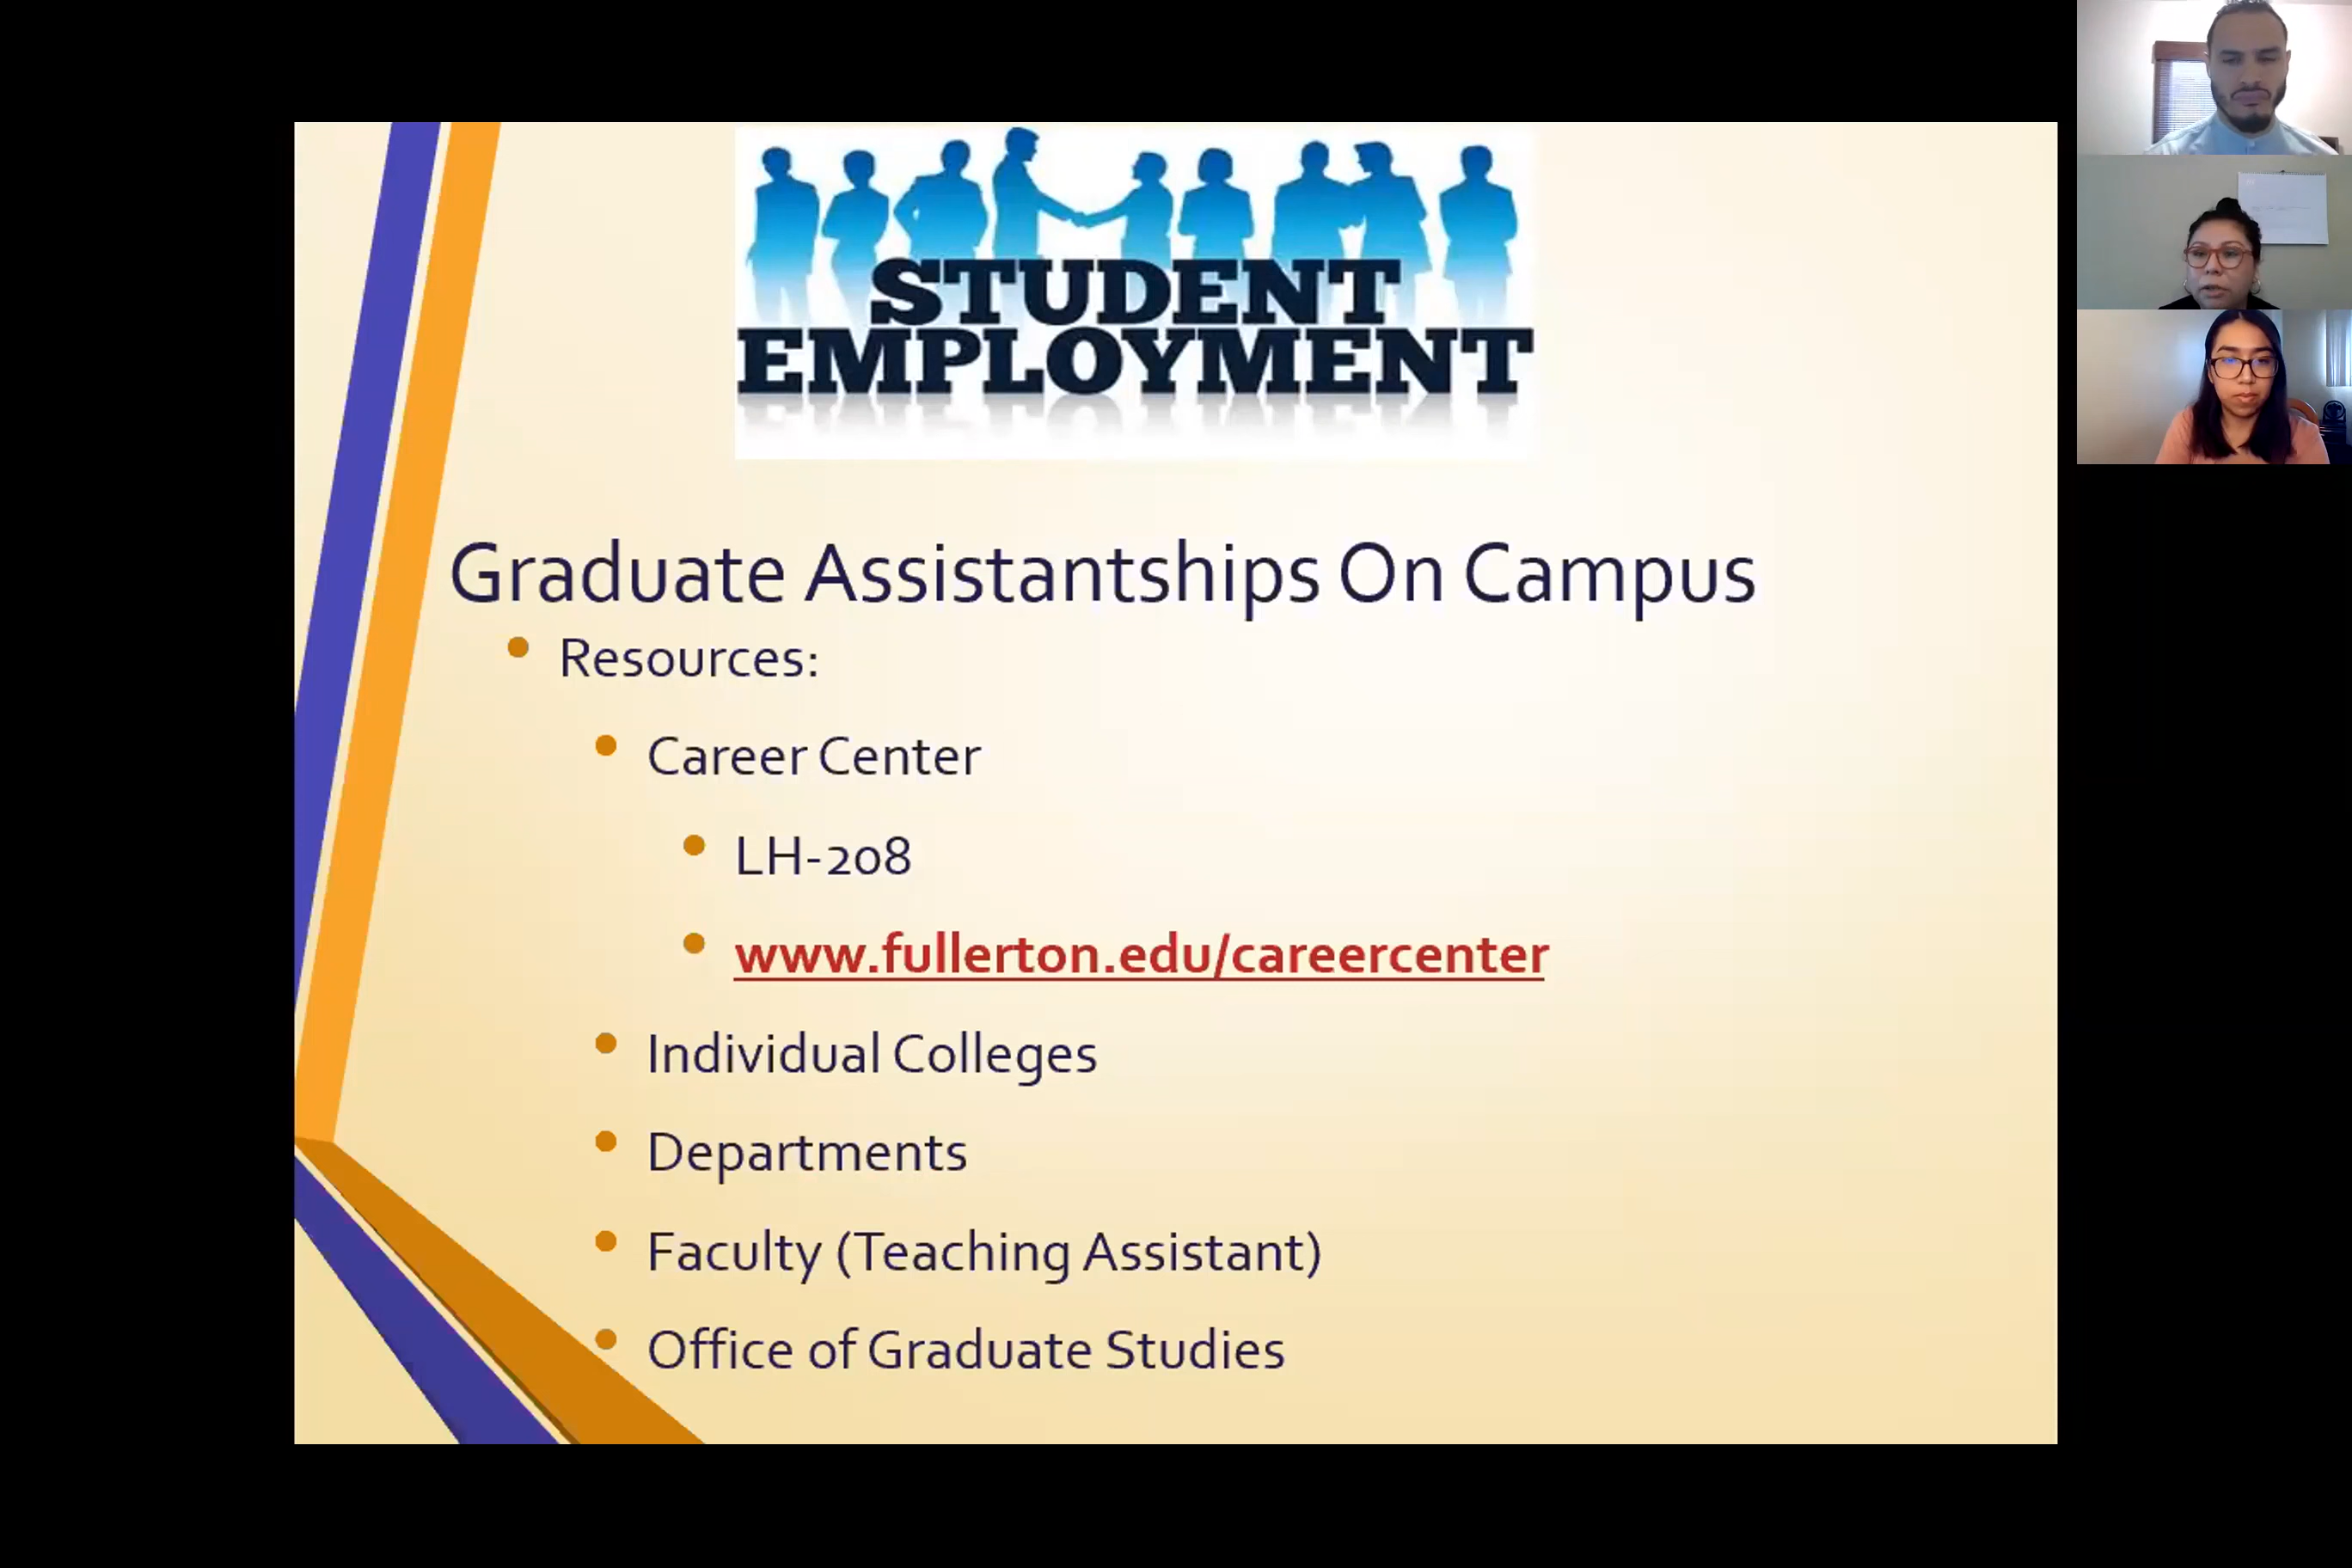 STUDENT
EMPLOYMENT
Graduate Assistantships On Campus
Resources:
Career Center
LH-208
www.fullerton.edu/careercenter
Individual Colleges
Departments
Faculty (Teaching Assistant)
Office of Graduate Studies